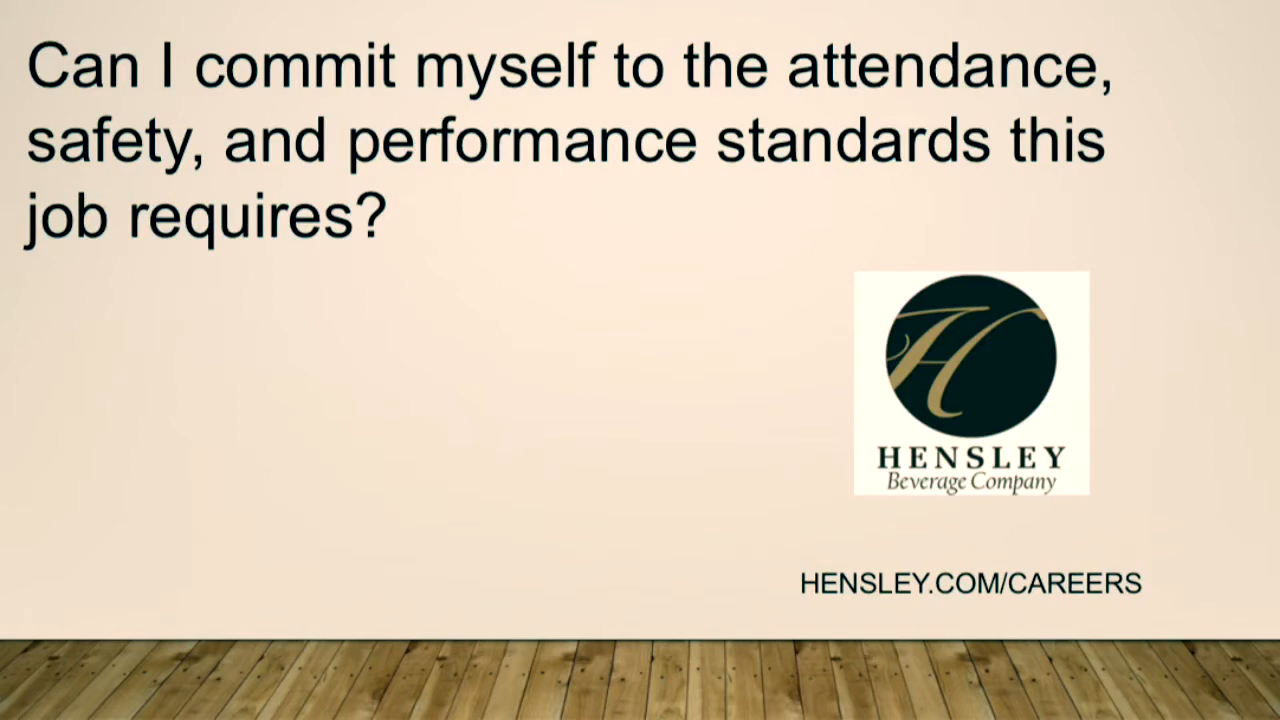 Can I commit myself to the attendance,
safety, and performance standards this
job requires?
HENSLEY
Beverage Company
HENSLEY.COM/CAREERS